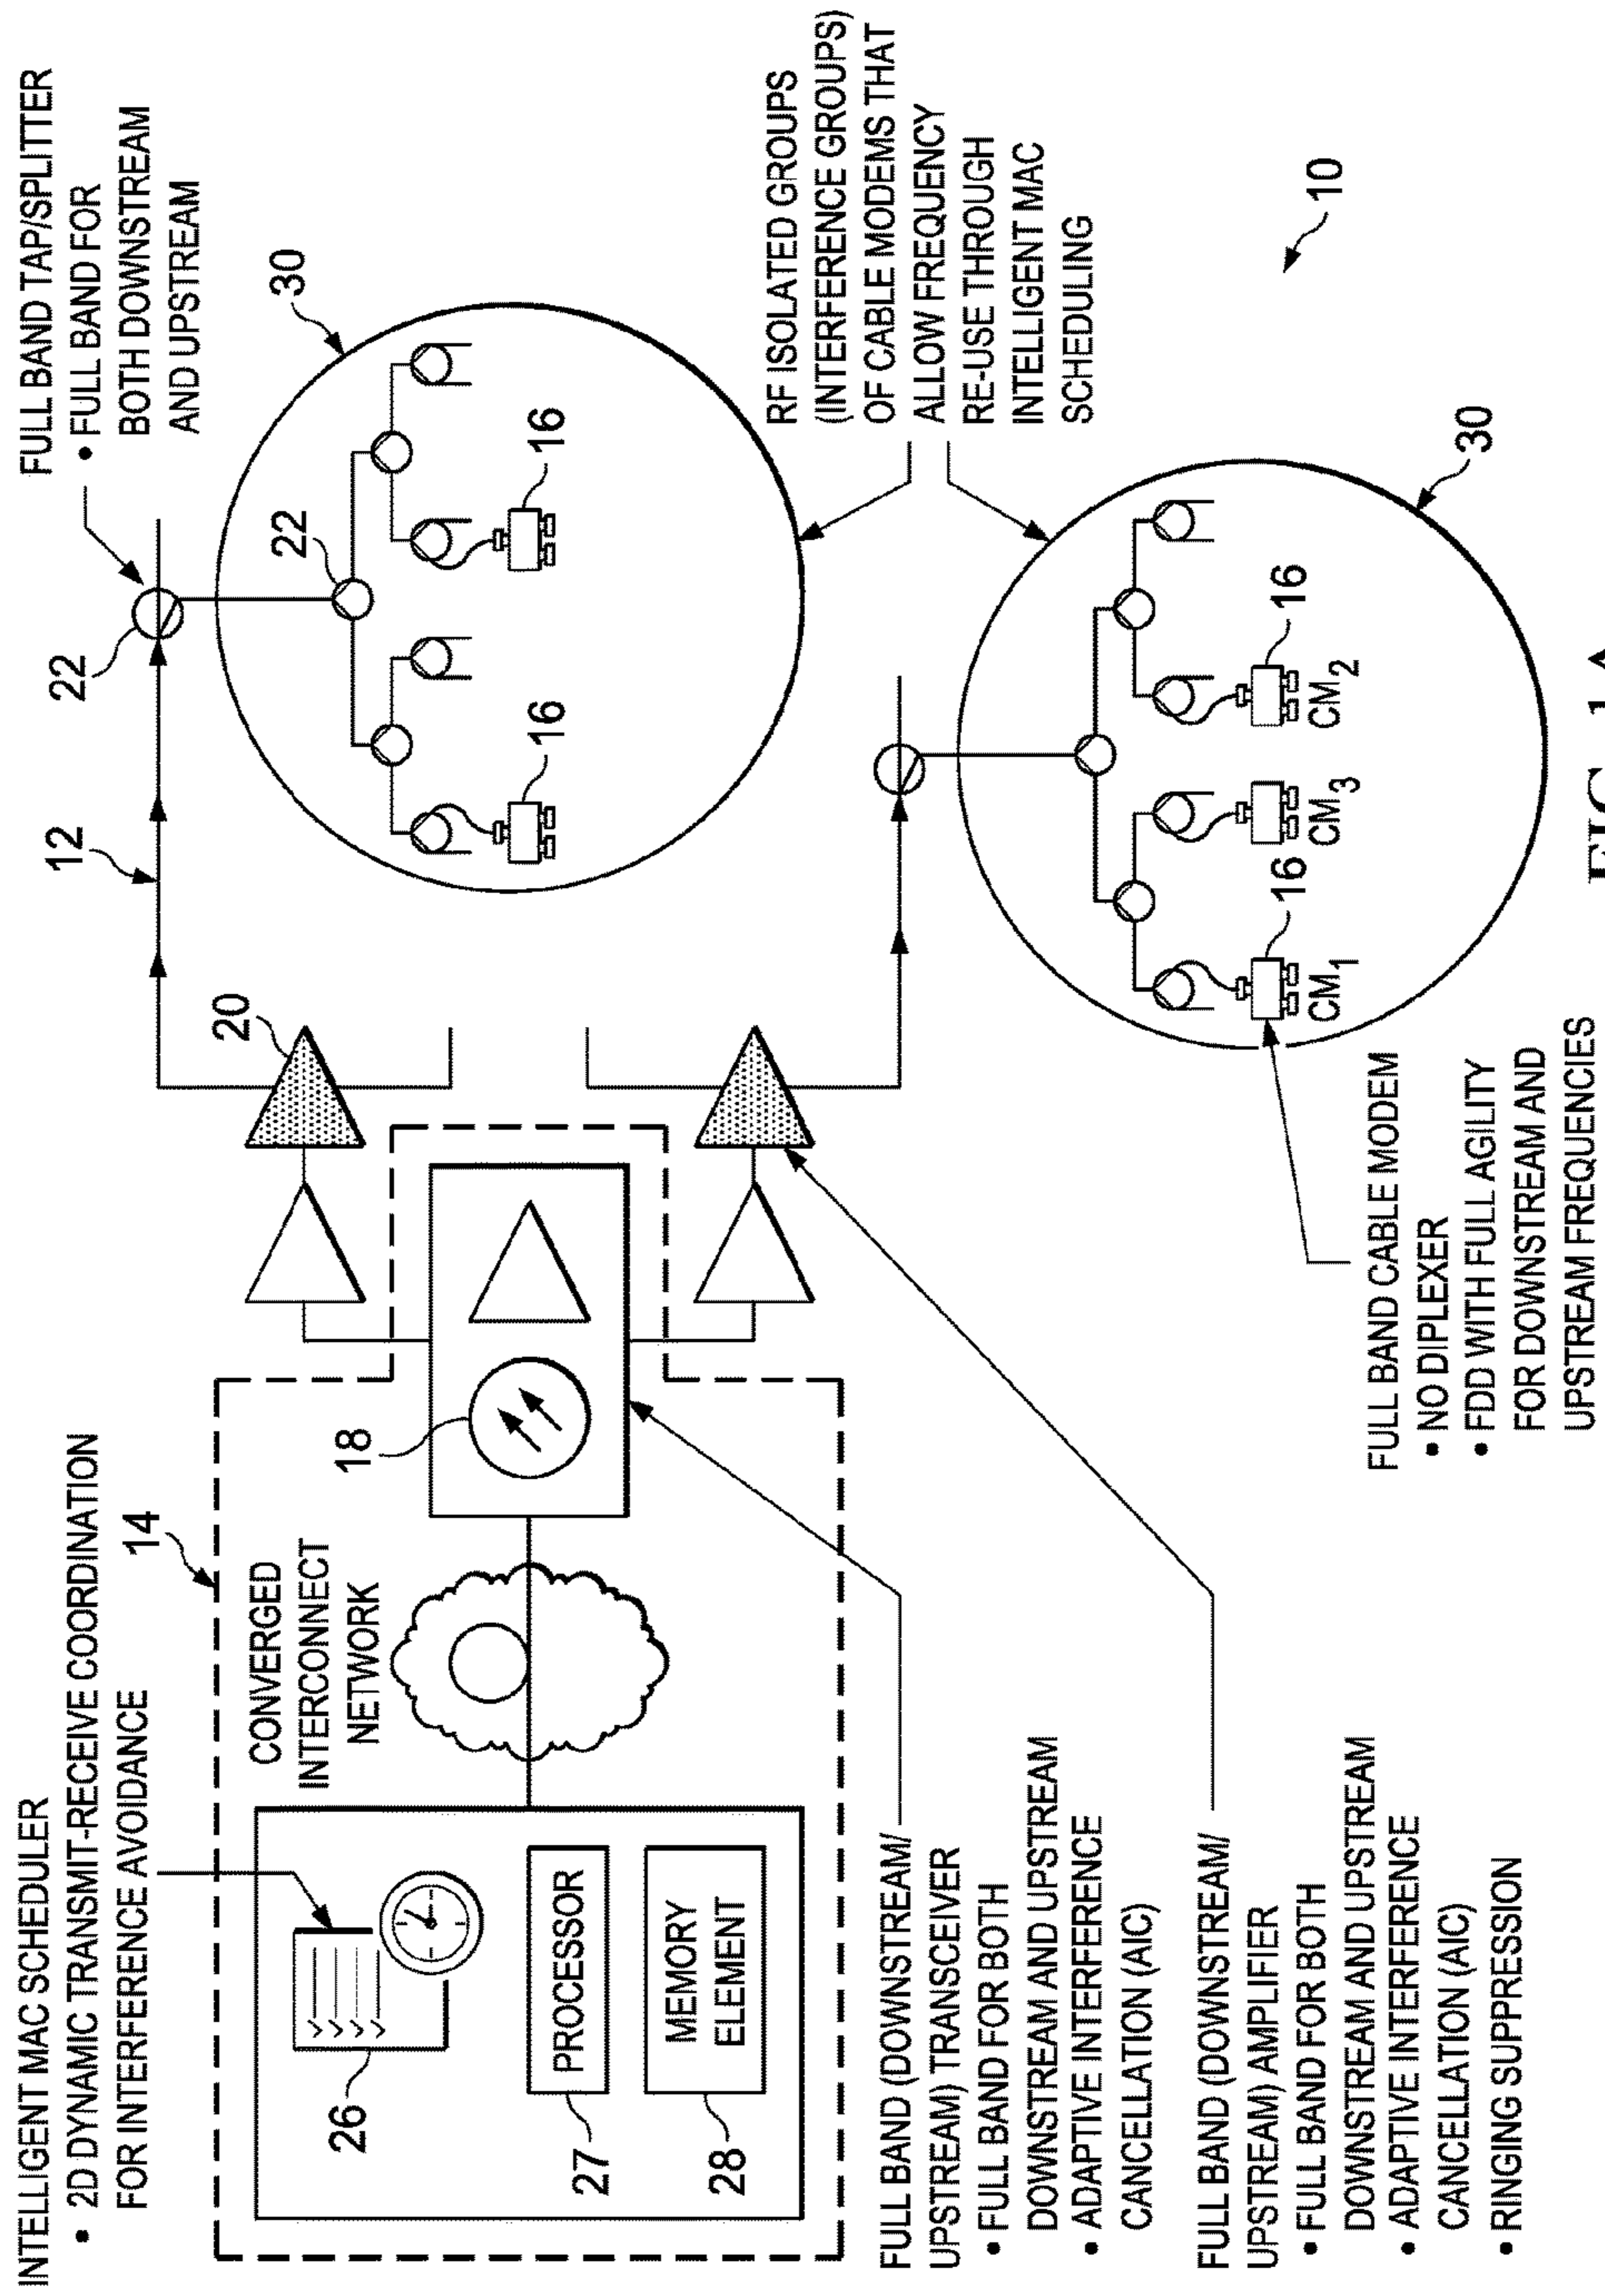 INTELLIGENT MAC SCHEDULER
• 2D DYNAMIC TRANSMIT-RECEIVE COORDINATION
FOR INTERFERENCE AVOIDANCE
14
CONVERGED
INTERCONNECT
NETWORK
26
PROCESSOR
27
MEMORY
ELEMENT
28
18
20
12
22
FULL BAND TAP/SPLITTER
• FULL BAND FOR
BOTH DOWNSTREAM
AND UPSTREAM
30
22
16
16
RF ISOLATED GROUPS
(INTERFERENCE GROUPS)
OF CABLE MODEMS THAT
ALLOW FREQUENCY
RE-USE THROUGH
INTELLIGENT MAC
SCHEDULING
10
FULL BAND (DOWNSTREAM/
UPSTREAM) TRANSCEIVER
• FULL BAND FOR BOTH
DOWNSTREAM AND UPSTREAM
• ADAPTIVE INTERFERENCE
CANCELLATION (AIC)
FULL BAND (DOWNSTREAM/
UPSTREAM) AMPLIFIER
• FULL BAND FOR BOTH
DOWNSTREAM AND UPSTREAM
• ADAPTIVE INTERFERENCE
CANCELLATION (AIC)
• RINGING SUPPRESSION
FULL BAND CABLE MODEM
• NO DIPLEXER
• FDD WITH FULL AGILITY
FOR DOWNSTREAM AND
UPSTREAM FREQUENCIES
30
16
16
CM1
CM3
CM2